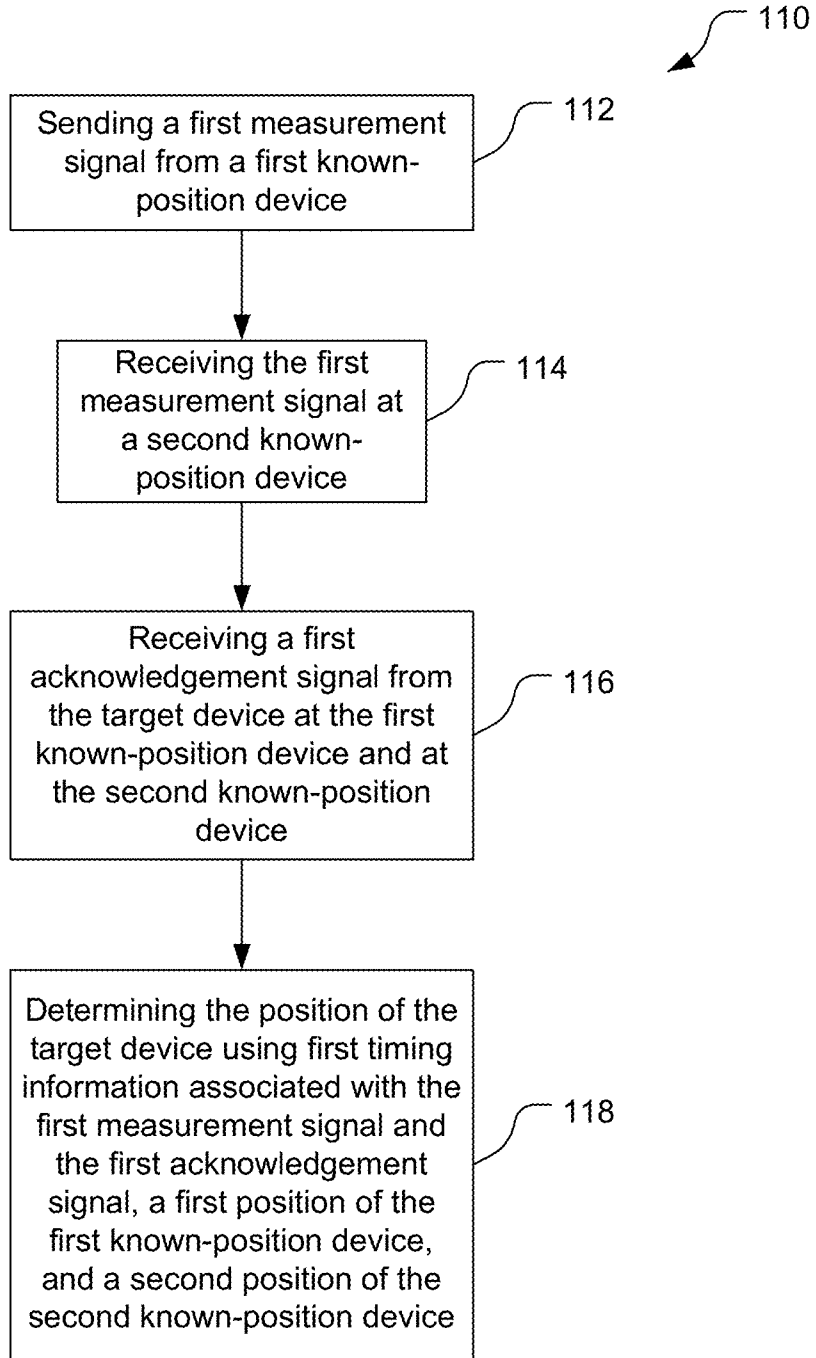 110
Sending a first measurement
signal from a first known-
position device
112
Receiving the first
measurement signal at
a second known-
position device
114
Receiving a first
acknowledgement signal from
the target device at the first
known-position device and at
the second known-position
device
116
Determining the position of the
target device using first timing
information associated with the
first measurement signal and
the first acknowledgement
signal, a first position of the
first known-position device,
and a second position of the
second known-position device
118